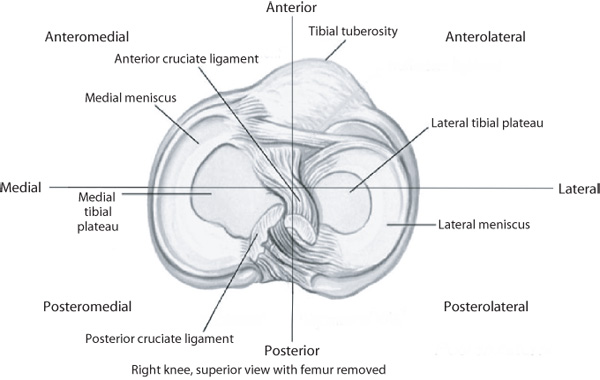 Anterior
Anteromedial
Tibial tuberosity
Anterolateral
Anterior cruciate ligament
Medial meniscus
Lateral tibial plateau
Medial
Lateral
Medial
tibial
plateau
Lateral meniscus
Posteromedial
Posterolateral
Posterior cruciate ligament
Posterior
Right knee, superior view with femur removed